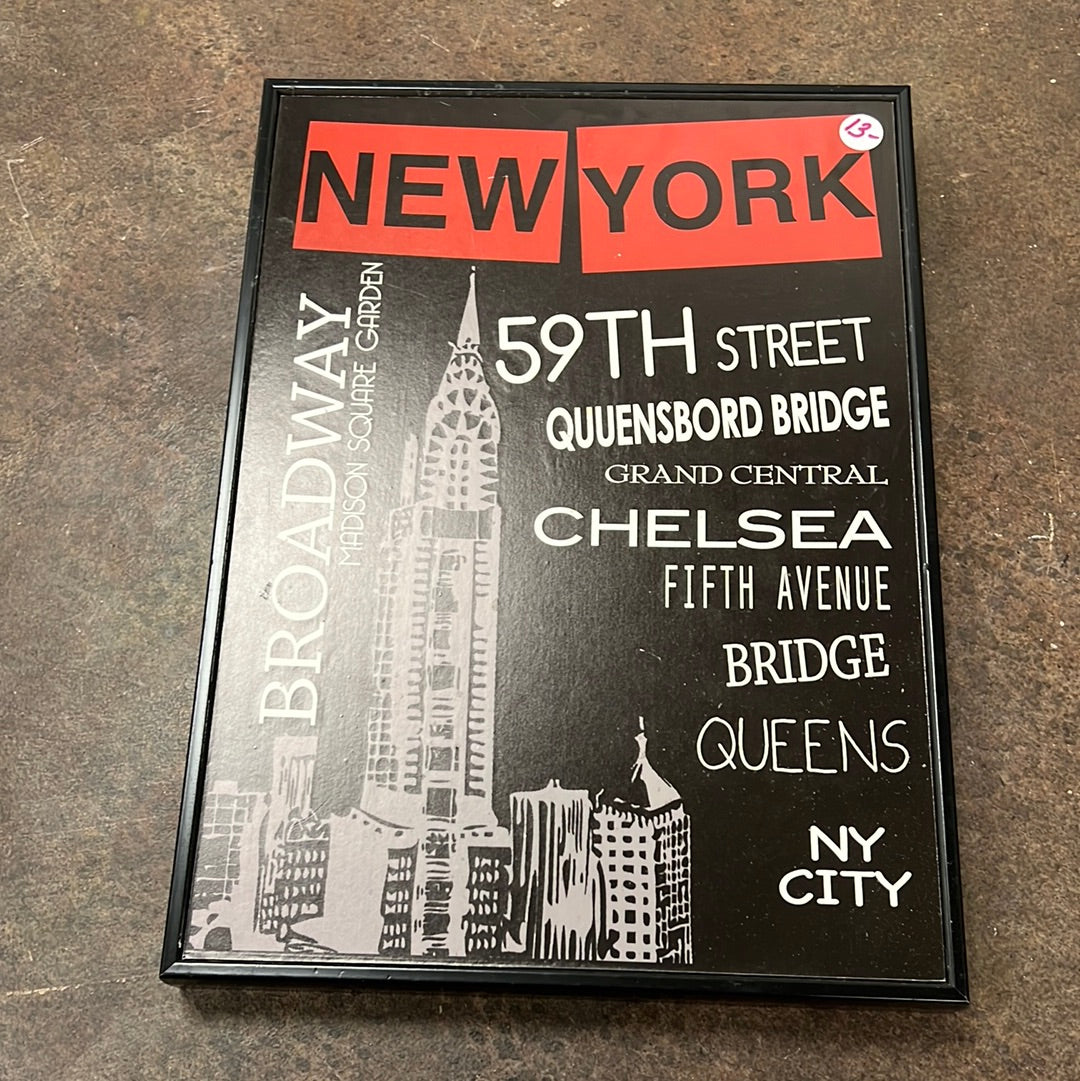 NEW YORK
13-
BROADWAY
MADISON SQUARE GARDEN
59TH STREET
QUUENSBORD BRIDGE
GRAND CENTRAL
CHELSEA
FIFTH AVENUE
BRIDGE
QUEENS
NY
CITY